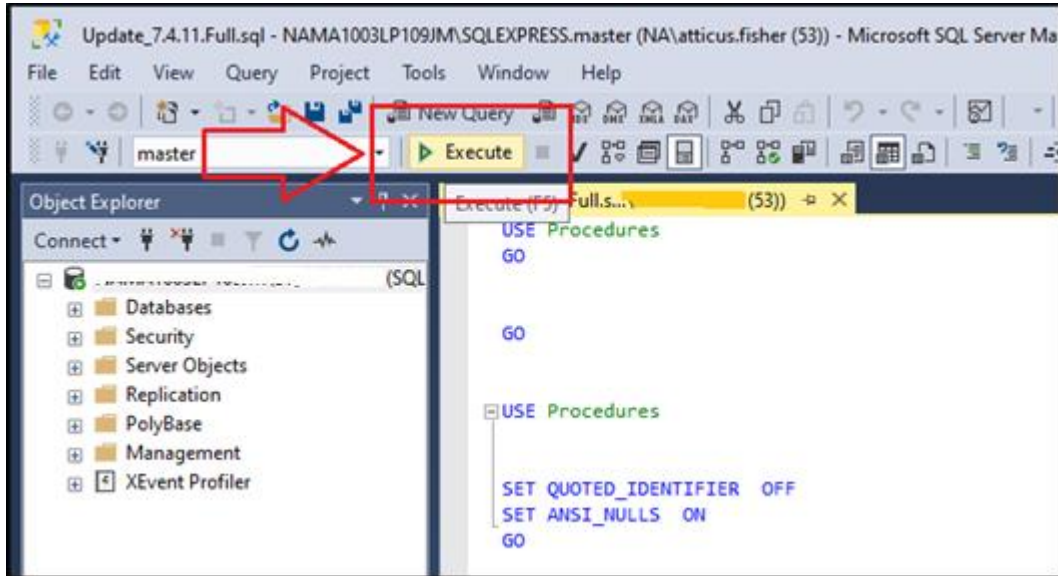 Update_7.4.11.Full.sql - NAMA1003LP109JM\SQLEXPRESS.master (NA\atticus.fisher (53)) - Microsoft SQL Server Ma
File Edit View Query Project Tools Window Help
New Query
master Execute
Object Explorer
Execute (F5) Full.s...\ (53))
Connect
(SQL
Databases
Security
Server Objects
Replication
PolyBase
Management
XEvent Profiler
USE Procedures
GO
GO
USE Procedures
SET QUOTED_IDENTIFIER OFF
SET ANSI_NULLS ON
GO